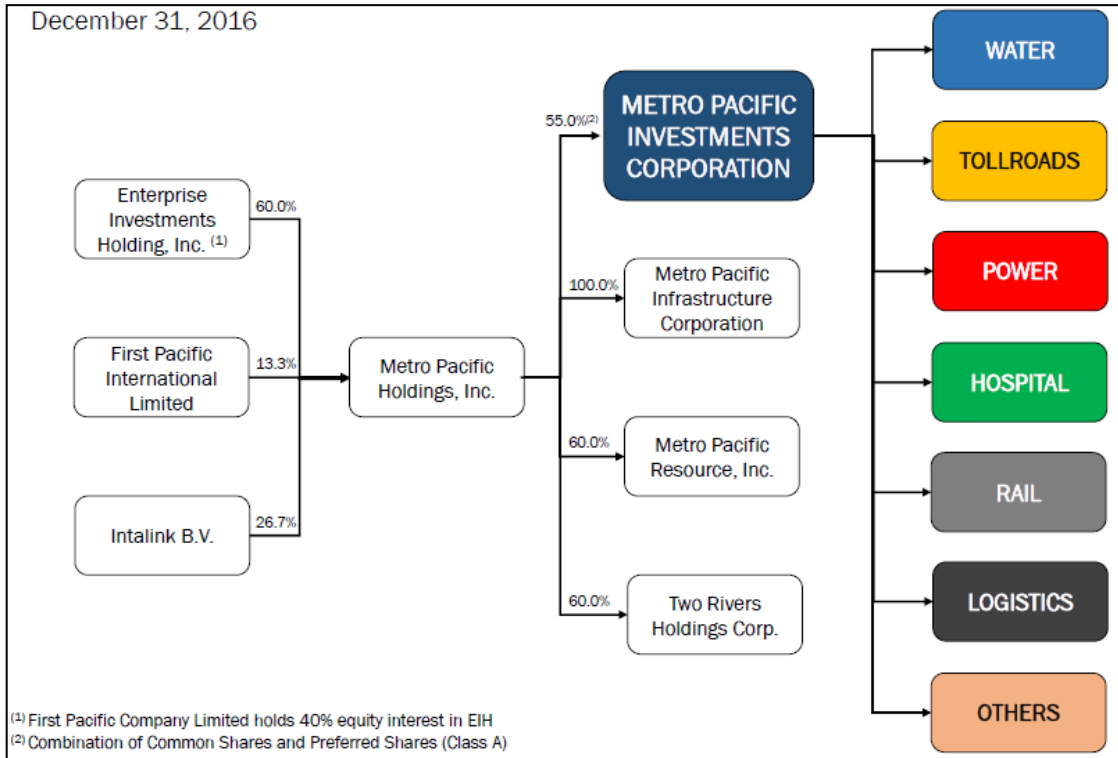 December 31, 2016
Enterprise
Investments
Holding, Inc. (1)
60.0%
First Pacific
International
Limited
13.3%
Intalink B.V.
26.7%
Metro Pacific
Holdings, Inc.
55.0%(2)
METRO PACIFIC
INVESTMENTS
CORPORATION
100.0%
Metro Pacific
Infrastructure
Corporation
60.0%
Metro Pacific
Resource, Inc.
60.0%
Two Rivers
Holdings Corp.
WATER
TOLLROADS
POWER
HOSPITAL
RAIL
LOGISTICS
OTHERS
(1) First Pacific Company Limited holds 40% equity interest in EIH
(2) Combination of Common Shares and Preferred Shares (Class A)